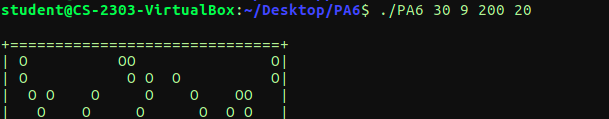 student@CS-2303-VirtualBox:~/Desktop/PA6$ ./PA6 30 9 200 20
+==============================+
| O          OO               O|
| O           O O  O          O|
|  O O   O      O    O    OO   |
|   O    O     O      O  O O   |